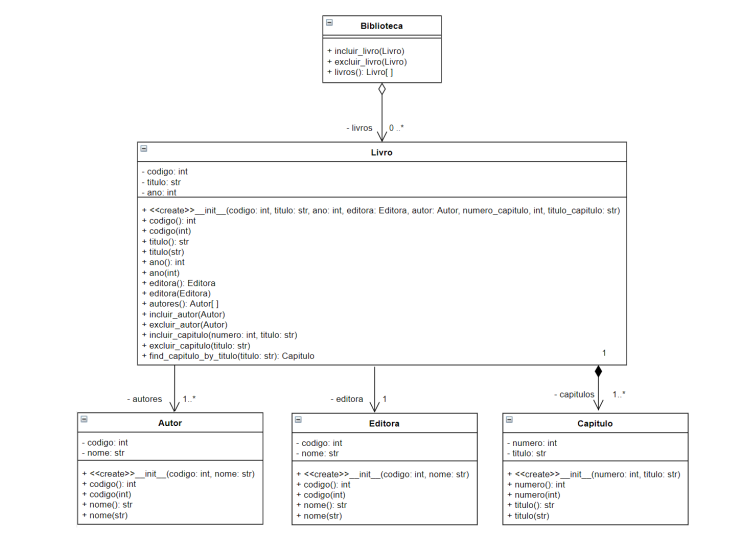 Biblioteca
+ incluir_livro(Livro)
+ excluir_livro(Livro)
+ livros(): Livro[ ]
- livros 0 ..*
Livro
- codigo: int
- titulo: str
- ano: int
+ <<create>>__init__(codigo: int, titulo: str, ano: int, editora: Editora, autor: Autor, numero_capitulo, int, titulo_capitulo: str)
+ codigo(): int
+ codigo(int)
+ titulo(): str
+ titulo(str)
+ ano(): int
+ ano(int)
+ editora(): Editora
+ editora(Editora)
+ autores(): Autor[ ]
+ incluir_autor(Autor)
+ excluir_autor(Autor)
+ incluir_capitulo(numero: int, titulo: str)
+ excluir_capitulo(titulo: str)
+ find_capitulo_by_titulo(titulo: str): Capitulo
1
- autores 1..*
- editora 1
- capitulos 1..*
Autor
- codigo: int
- nome: str
+ <<create>>__init__(codigo: int, nome: str)
+ codigo(): int
+ codigo(int)
+ nome(): str
+ nome(str)
Editora
- codigo: int
- nome: str
+ <<create>>__init__(codigo: int, nome: str)
+ codigo(): int
+ codigo(int)
+ nome(): str
+ nome(str)
Capitulo
- numero: int
- titulo: str
+ <<create>>__init__(numero: int, titulo: str)
+ numero(): int
+ numero(int)
+ titulo(): str
+ titulo(str)